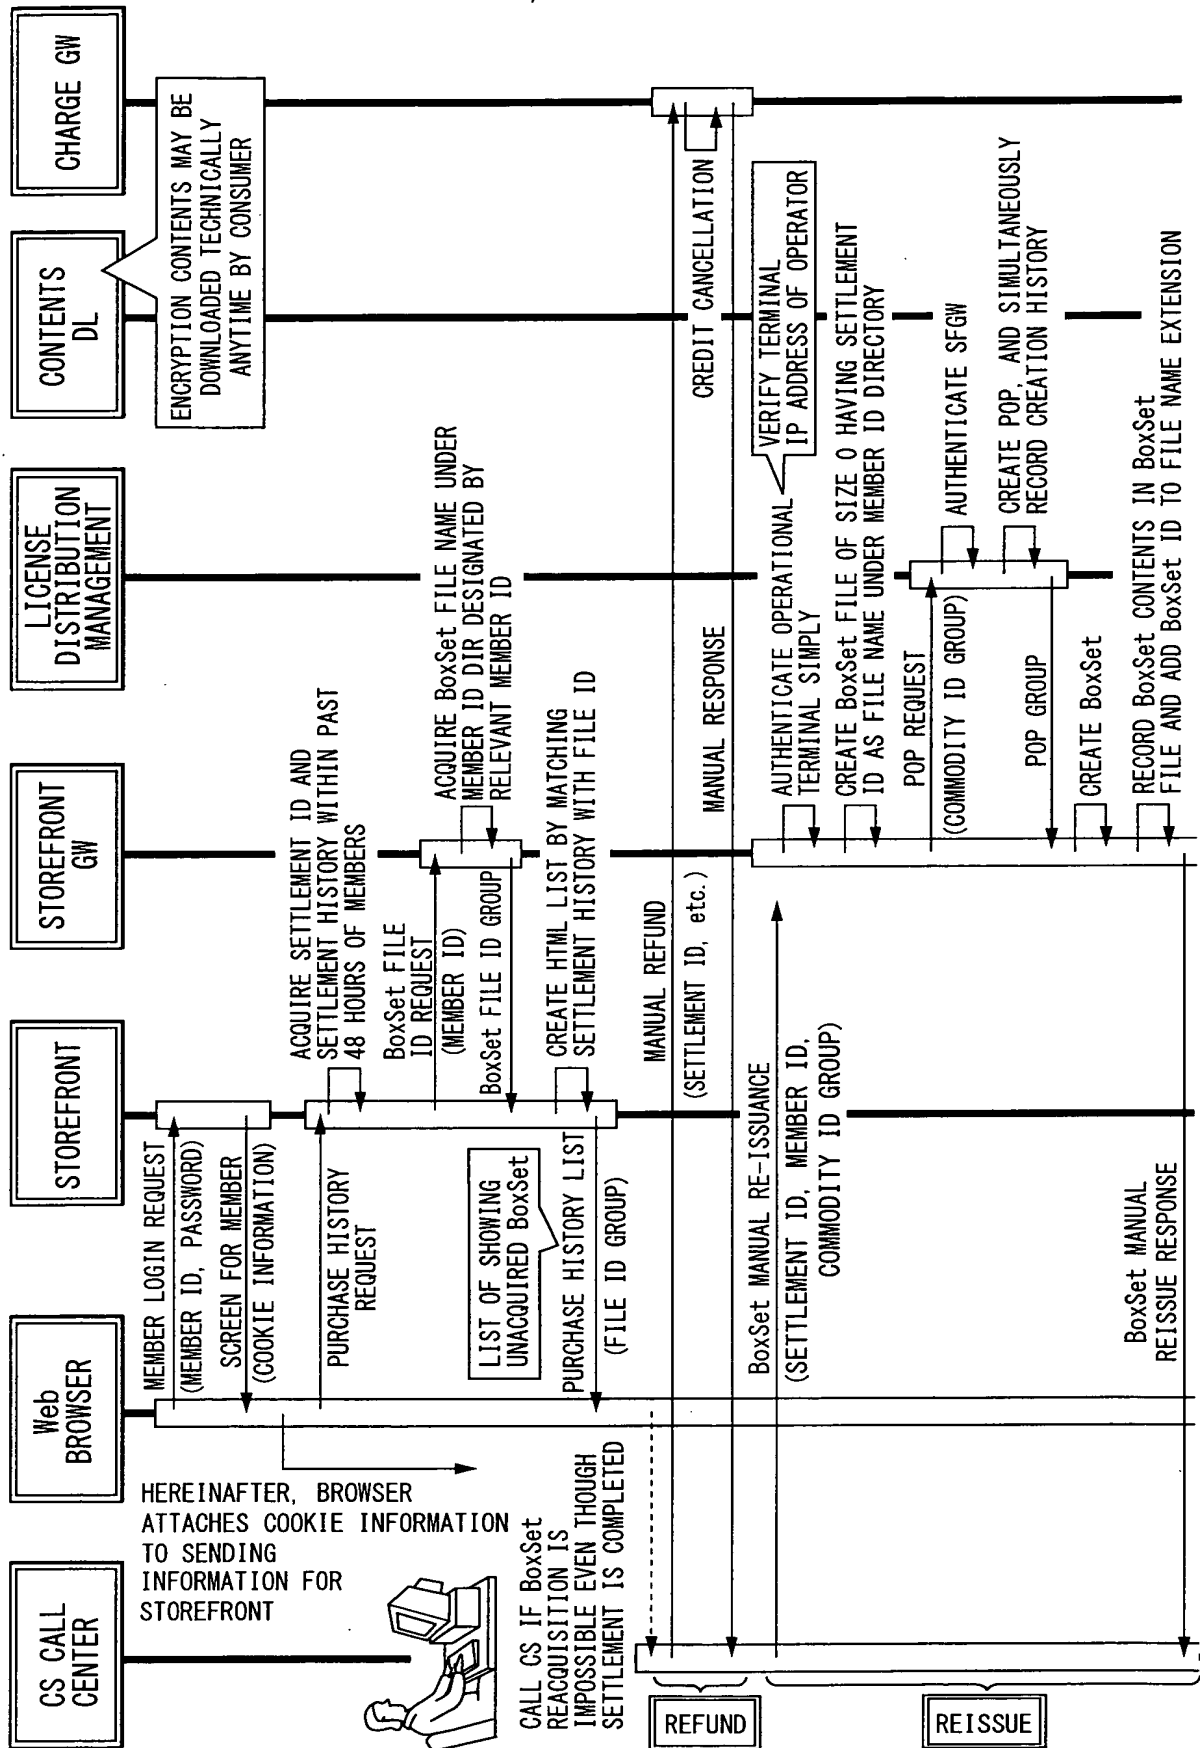 CS CALL
CENTER
Web
BROWSER
STOREFRONT
STOREFRONT
GW
LICENSE
DISTRIBUTION
MANAGEMENT
CONTENTS
DL
CHARGE GW
ENCRYPTION CONTENTS MAY BE
DOWNLOADED TECHNICALLY
ANYTIME BY CONSUMER
MEMBER LOGIN REQUEST
(MEMBER ID, PASSWORD)
SCREEN FOR MEMBER
(COOKIE INFORMATION)
HEREINAFTER, BROWSER
ATTACHES COOKIE INFORMATION
TO SENDING
INFORMATION FOR
STOREFRONT
PURCHASE HISTORY
REQUEST
ACQUIRE SETTLEMENT ID AND
SETTLEMENT HISTORY WITHIN PAST
48 HOURS OF MEMBERS
BoxSet FILE
ID REQUEST
(MEMBER ID)
ACQUIRE BoxSet FILE NAME UNDER
MEMBER ID DIR DESIGNATED BY
RELEVANT MEMBER ID
BoxSet FILE ID GROUP
CREATE HTML LIST BY MATCHING
SETTLEMENT HISTORY WITH FILE ID
LIST OF SHOWING
UNACQUIRED BoxSet
PURCHASE HISTORY LIST
(FILE ID GROUP)
CALL CS IF BoxSet
REACQUISITION IS
IMPOSSIBLE EVEN THOUGH
SETTLEMENT IS COMPLETED
MANUAL REFUND
(SETTLEMENT ID, etc.)
CREDIT CANCELLATION
MANUAL RESPONSE
REFUND
BoxSet MANUAL RE-ISSUANCE
(SETTLEMENT ID, MEMBER ID,
COMMODITY ID GROUP)
VERIFY TERMINAL
IP ADDRESS OF OPERATOR
AUTHENTICATE OPERATIONAL
TERMINAL SIMPLY
CREATE BoxSet FILE OF SIZE 0 HAVING SETTLEMENT
ID AS FILE NAME UNDER MEMBER ID DIRECTORY
POP REQUEST
(COMMODITY ID GROUP)
AUTHENTICATE SFGW
CREATE POP, AND SIMULTANEOUSLY
RECORD CREATION HISTORY
POP GROUP
CREATE BoxSet
RECORD BoxSet CONTENTS IN BoxSet
FILE AND ADD BoxSet ID TO FILE NAME EXTENSION
BoxSet MANUAL
REISSUE RESPONSE
REISSUE